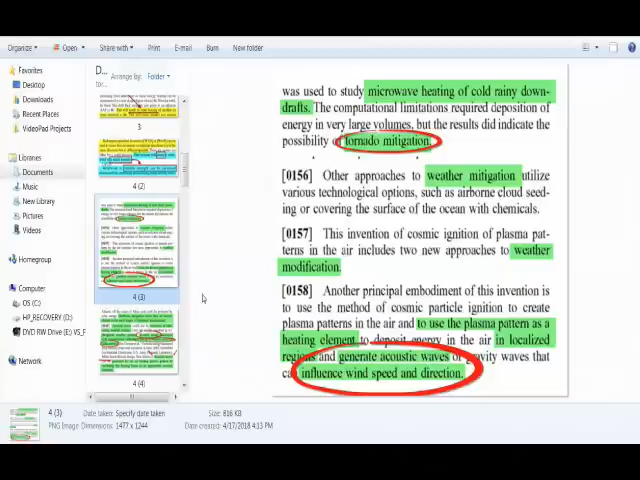 Organize
Open
Share with
Print
E-mail
Burn
New folder
Favorites
Desktop
Downloads
Recent Places
VideoPad Projects
Libraries
Documents
Music
New Library
Pictures
Videos
Homegroup
Computer
OS (C:)
HP_RECOVERY (D:)
DVD RW Drive (E:) VS_F
Network
D...
Arrange by: Folder
tor...
3
4 (2)
4 (3)
4 (4)
was used to study microwave heating of cold rainy down-
drafts. The computational limitations required deposition of
energy in very large volumes, but the results did indicate the
possibility tornado mitigation.
[0156] Other approaches to weather mitigation utilize
various technological options, such as airborne cloud seed-
ing or covering the surface of the ocean with chemicals.
[0157] This invention of cosmic ignition of plasma pat-
terns in the air includes two new approaches to weather
modification.
[0158] Another principal embodiment of this invention is
to use the method of cosmic particle ignition to create
plasma patterns in the air and to use the plasma pattern as a
heating element to deposit energy in the air in localized
regions and generate acoustic waves or gravity waves that
can influence wind speed and direction.
4 (3)
PNG Image
Date taken: Specify date taken
Dimensions: 1477 x 1244
Size: 816 KB
Date created: 4/17/2018 4:13 PM